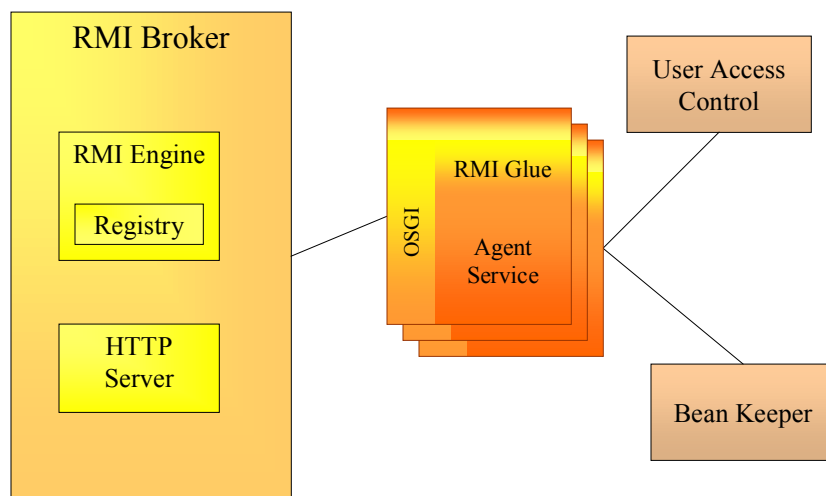 RMI Broker
RMI Engine
Registry
HTTP
Server
OSGI
RMI Glue
Agent
Service
User Access
Control
Bean Keeper